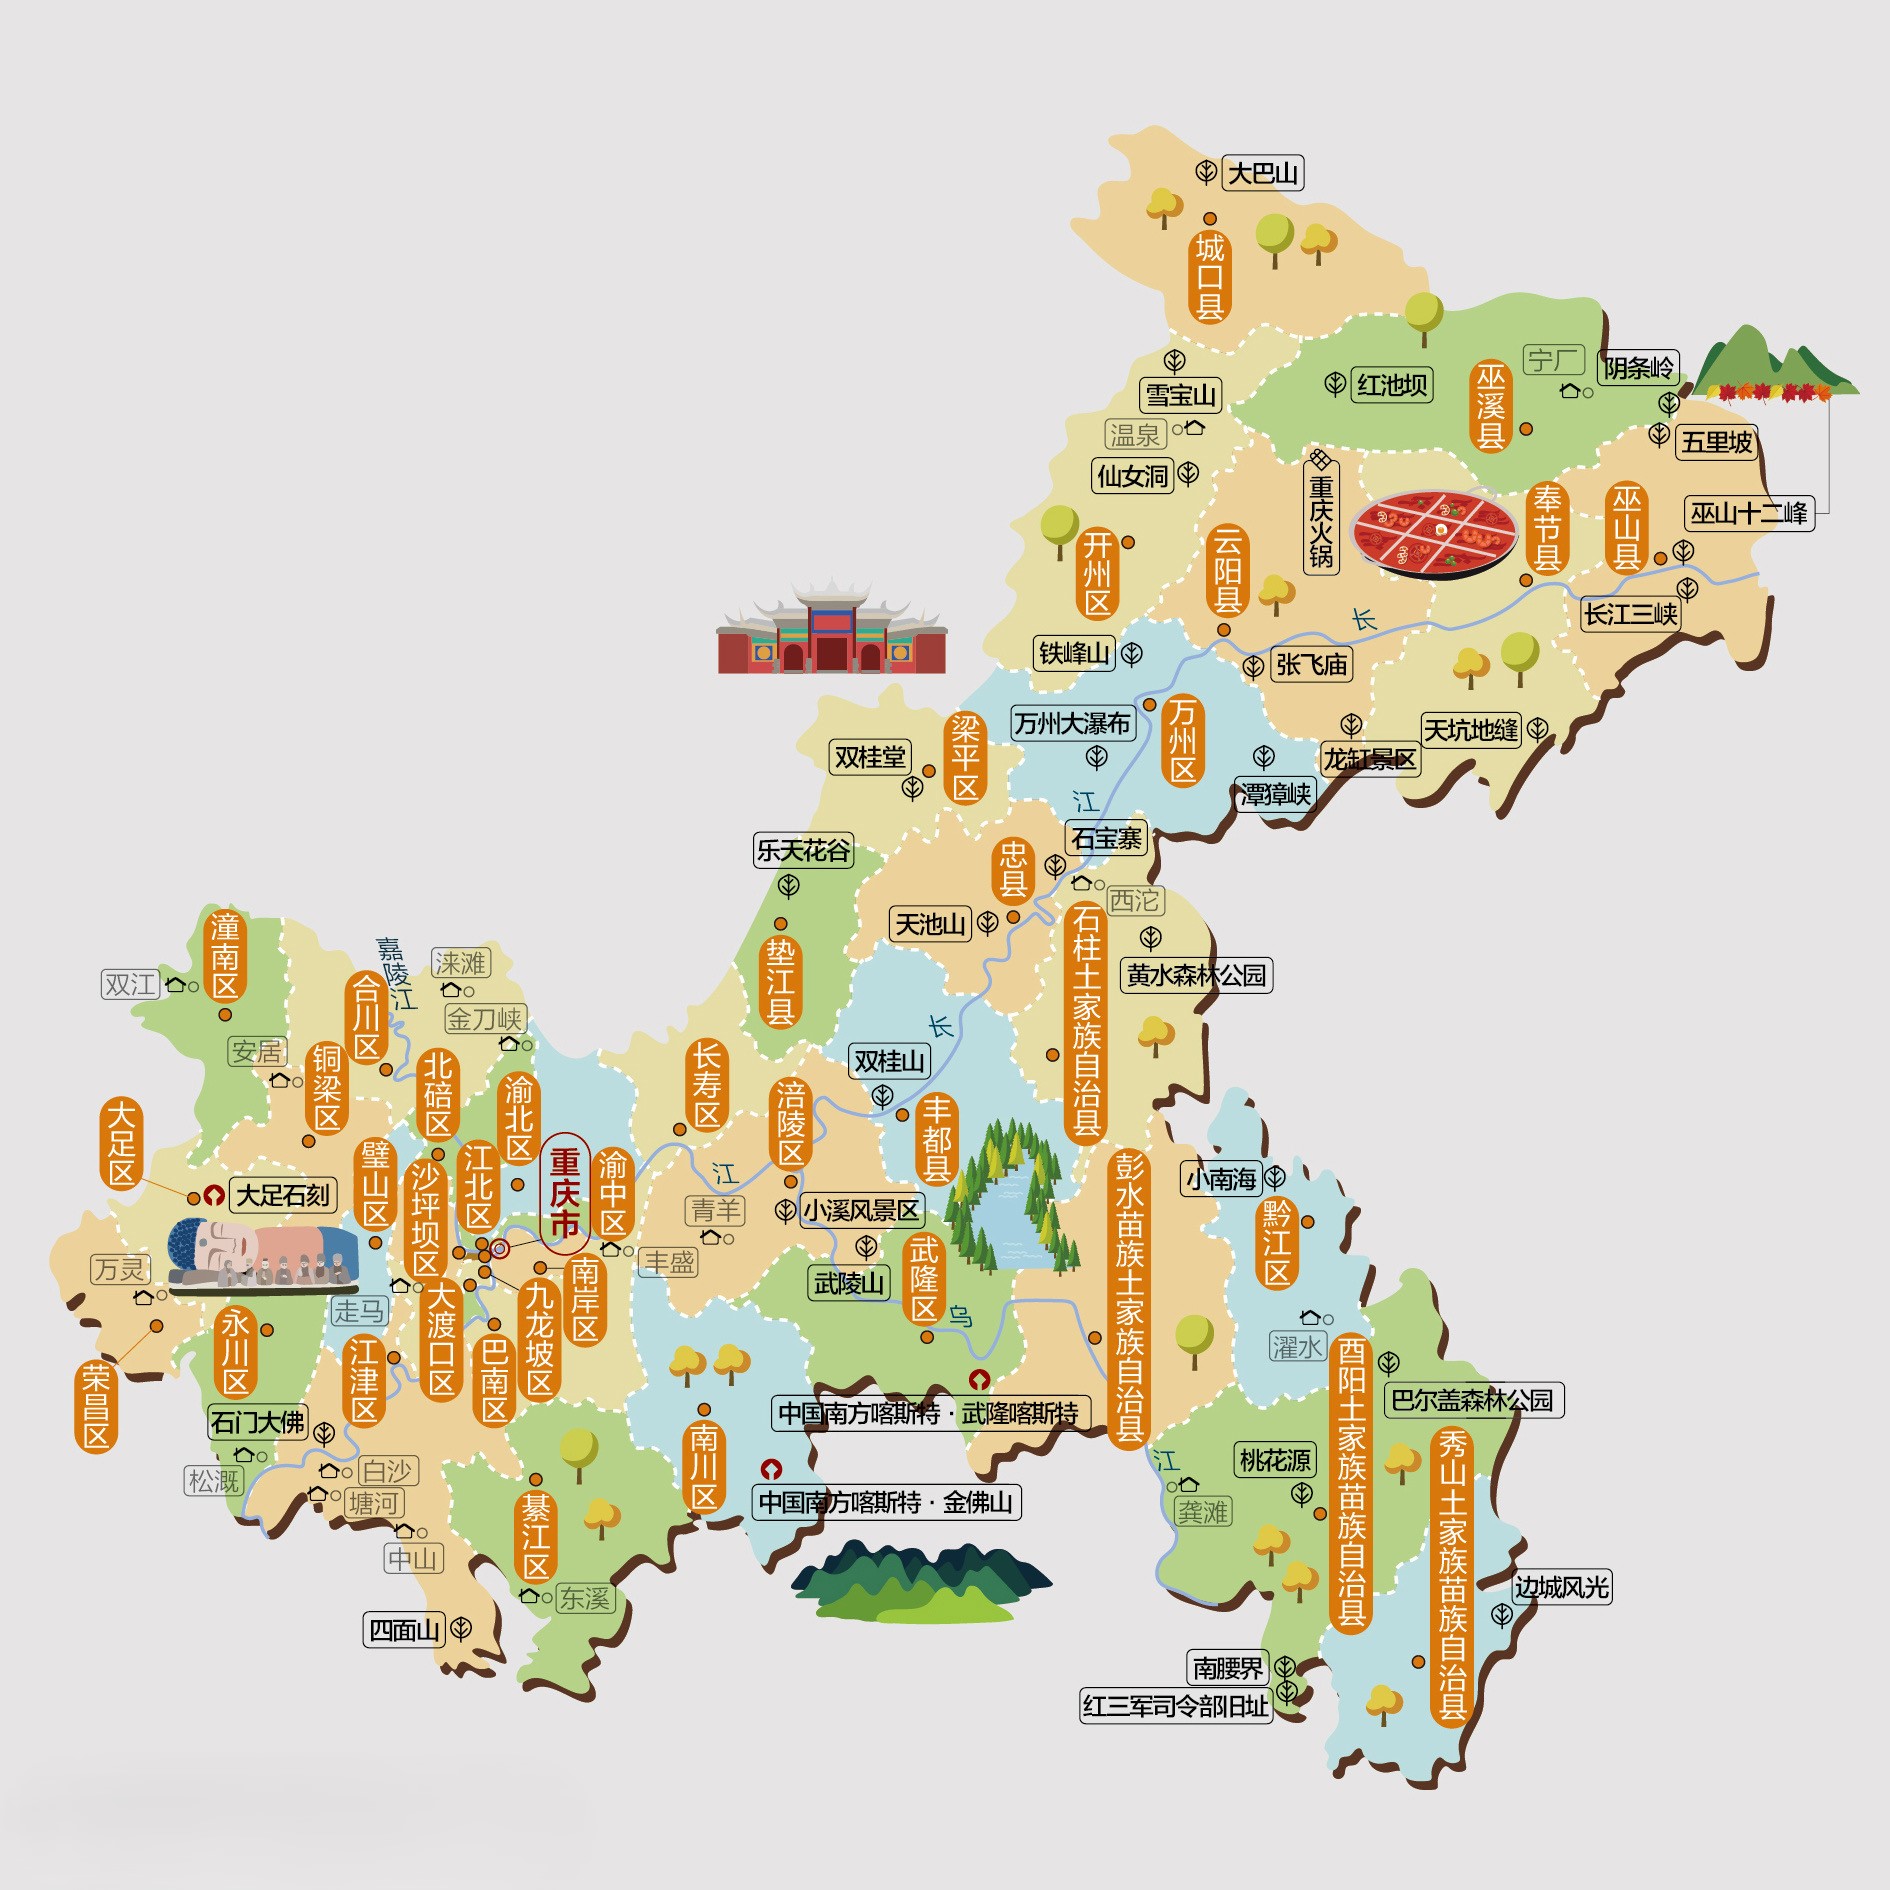 大巴山
城口县
雪宝山
温泉
仙女洞
红池坝
巫溪县
宁厂
阴条岭
五里坡
巫山十二峰
重庆火锅
奉节县
巫山县
开州区
云阳县
长
长江三峡
铁峰山
张飞庙
万州大瀑布
万州区
龙缸景区
天坑地缝
潭獐峡
江
梁平区
双桂堂
石宝寨
忠县
西沱
乐天花谷
天池山
垫江县
石柱土家族自治县
黄水森林公园
长
双桂山
丰都县
潼南区
双江
嘉陵江
涞滩
合川区
金刀峡
安居
铜梁区
北碚区
渝北区
长寿区
涪陵区
大足区
大足石刻
璧山区
沙坪坝区
江北区
重庆市
渝中区
江
青羊
丰盛
小溪风景区
武陵山
武隆区
乌
彭水苗族土家族自治县
小南海
黔江区
濯水
万灵
荣昌区
永川区
走马
江津区
大渡口区
巴南区
九龙坡区
南岸区
石门大佛
松溉
白沙
塘河
中山
四面山
綦江区
东溪
南川区
中国南方喀斯特·武隆喀斯特
中国南方喀斯特·金佛山
江
龚滩
桃花源
酉阳土家族苗族自治县
巴尔盖森林公园
秀山土家族苗族自治县
边城风光
南腰界
红三军司令部旧址